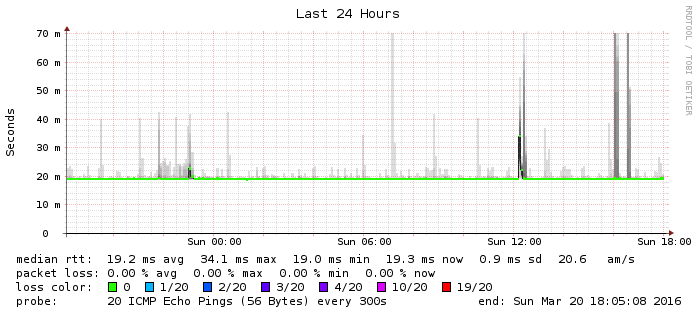 Last 24 Hours
RRDTOOL / TOBI OETIKER
Seconds
70 m
60 m
50 m
40 m
30 m
20 m
10 m
0
Sun 00:00 Sun 06:00 Sun 12:00 Sun 18:00
median rtt: 19.2 ms avg 34.1 ms max 19.0 ms min 19.3 ms now 0.9 ms sd 20.6 am/s
packet loss: 0.00 % avg 0.00 % max 0.00 % min 0.00 % now
loss color: 0 1/20 2/20 3/20 4/20 10/20 19/20
probe: 20 ICMP Echo Pings (56 Bytes) every 300s end: Sun Mar 20 18:05:08 2016